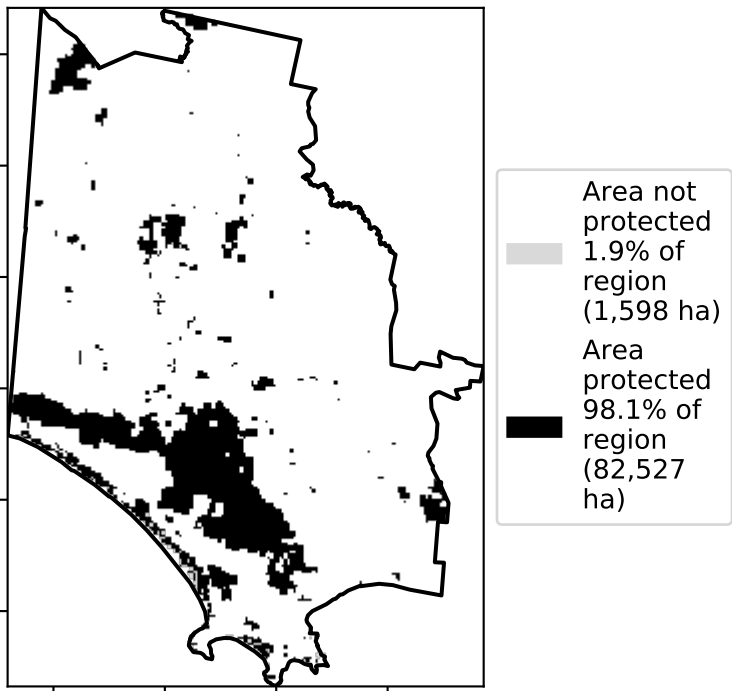 Area not
protected
1.9% of
region
(1,598 ha)
Area
protected
98.1% of
region
(82,527
ha)